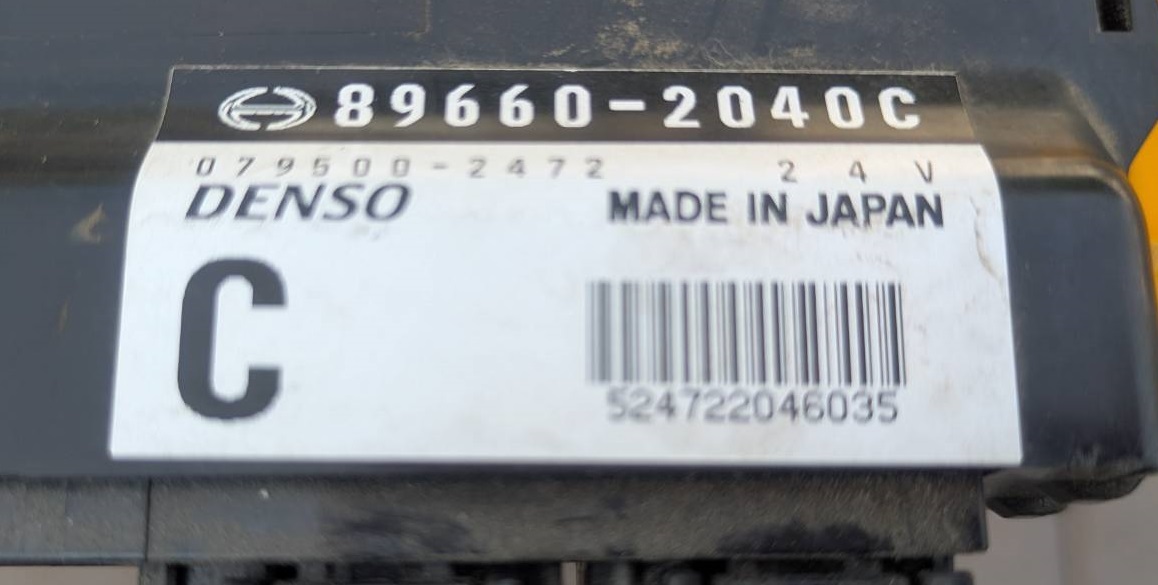 89660-2040C
079500-2472 24V
DENSO MADE IN JAPAN
C
524722046035